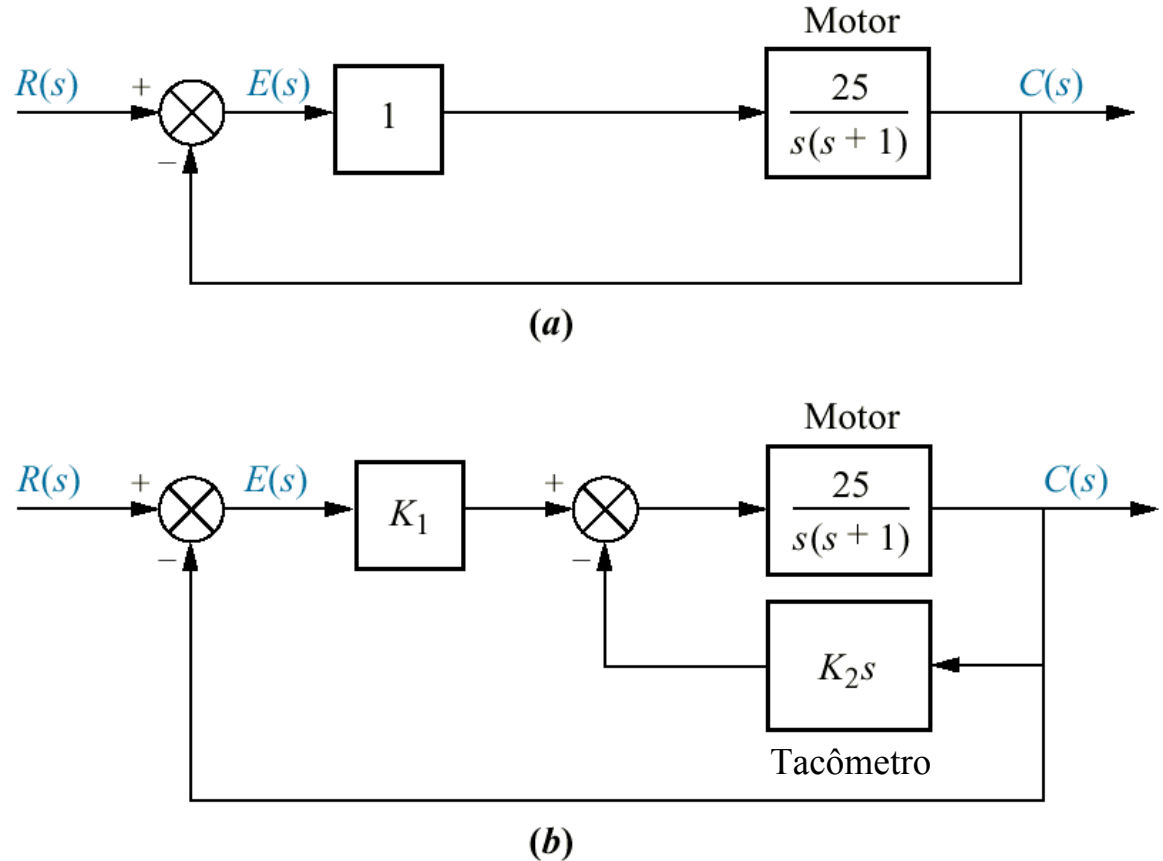 Motor
R(s) + E(s) 1 25 C(s)
s(s + 1)
−
(a)
Motor
R(s) + E(s) K₁ + 25 C(s)
s(s + 1)
− −
K₂s
Tacômetro
(b)